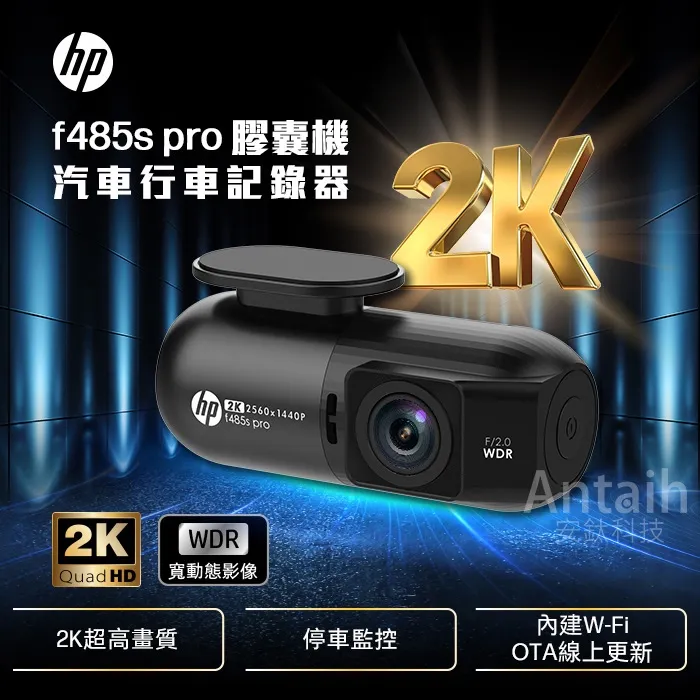 hp
f485s pro 膠囊機
汽車行車記錄器
2K
hp 2K 2560x1440P
f485s pro
F/2.0
WDR
Antaih
安鈦科技
2K
Quad HD
WDR
寬動態影像
2K超高畫質
停車監控
內建W-Fi
OTA線上更新